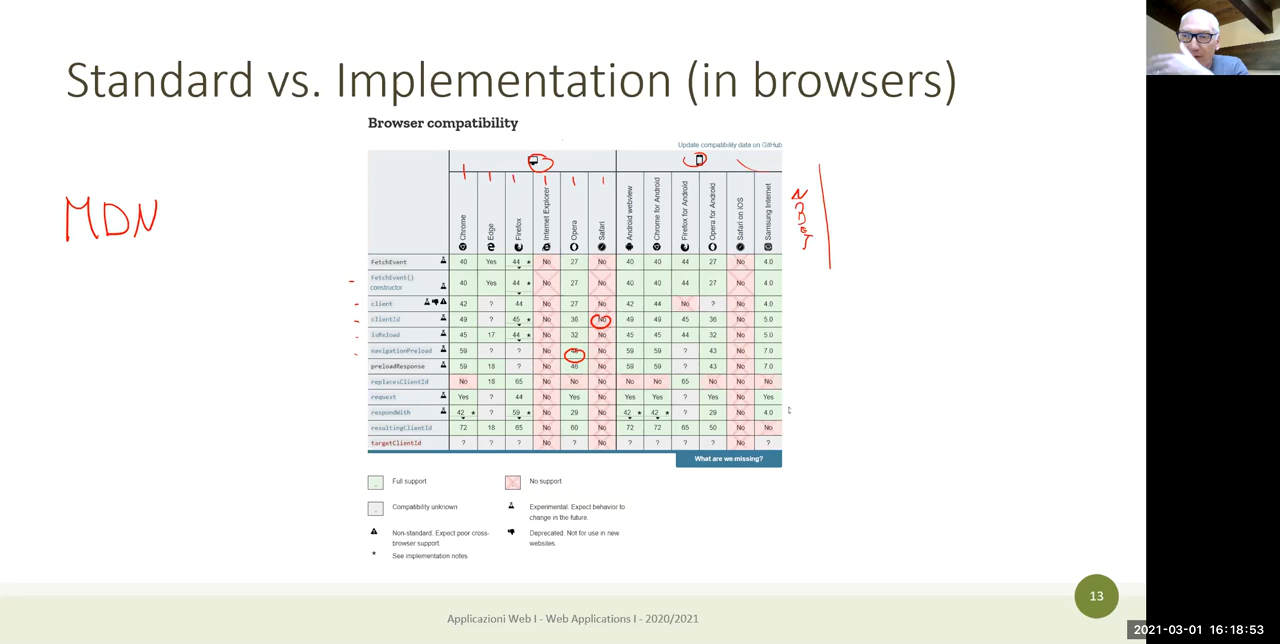 Standard vs. Implementation (in browsers)
Browser compatibility
Update compatibility data on GitHub
MDN
Chrome Edge Firefox Internet Explorer Opera Safari Android webview Chrome for Android Firefox for Android Opera for Android Safari on iOS Samsung Internet
FetchEvent 40 Yes 44 * No 27 No 40 40 44 27 No 4.0
FetchEvent() constructor 40 Yes 44 * No 27 No 40 40 44 27 No 4.0
client 42 ? 44 No 27 No 42 44 No ? No 4.0
clientId 49 ? 45 * No 36 No 49 49 45 36 No 5.0
isReload 45 17 44 * No 32 No 45 45 44 32 No 5.0
navigationPreload 59 ? ? No 46 No 59 59 ? 43 No 7.0
preloadResponse 59 18 ? No 46 No 59 59 ? 43 No 7.0
replacesClientId No 18 65 No No No No No 65 No No No
request Yes ? 44 No Yes No Yes Yes ? Yes No Yes
respondWith 42 * ? 59 * No 29 No 42 * 42 * ? 29 No 4.0
resultingClientId 72 18 65 No 60 No 72 72 65 50 No No
targetClientId ? ? ? No ? No ? ? ? ? No ?
What are we missing?
Full support
No support
Compatibility unknown
Experimental. Expect behavior to
change in the future.
Non-standard. Expect poor cross-
browser support.
Deprecated. Not for use in new
websites.
* See implementation notes.
13
Applicazioni Web I - Web Applications I - 2020/2021
2021-03-01 16:18:53